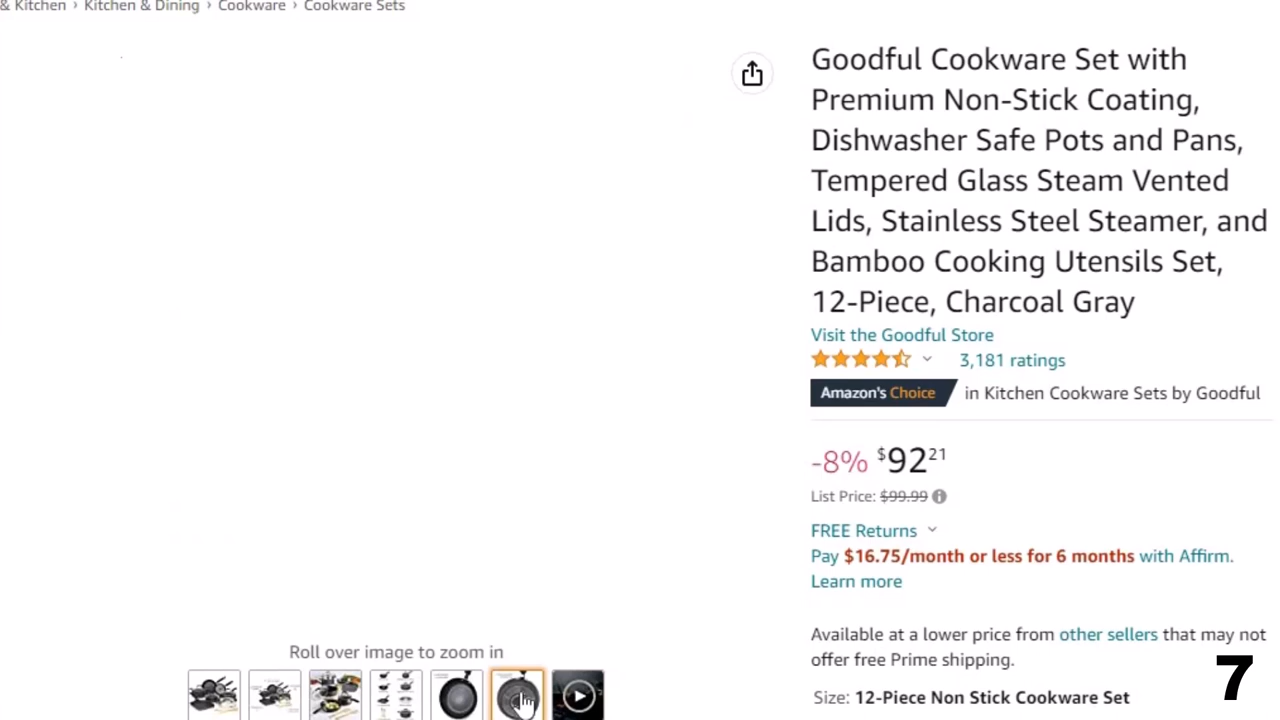 & Kitchen › Kitchen & Dining › Cookware › Cookware Sets
Goodful Cookware Set with
Premium Non-Stick Coating,
Dishwasher Safe Pots and Pans,
Tempered Glass Steam Vented
Lids, Stainless Steel Steamer, and
Bamboo Cooking Utensils Set,
12-Piece, Charcoal Gray
Visit the Goodful Store
3,181 ratings
Amazon's Choice in Kitchen Cookware Sets by Goodful
-8% $9221
List Price: $99.99
FREE Returns
Pay $16.75/month or less for 6 months with Affirm.
Learn more
Available at a lower price from other sellers that may not
offer free Prime shipping.
Size: 12-Piece Non Stick Cookware Set
Roll over image to zoom in
7